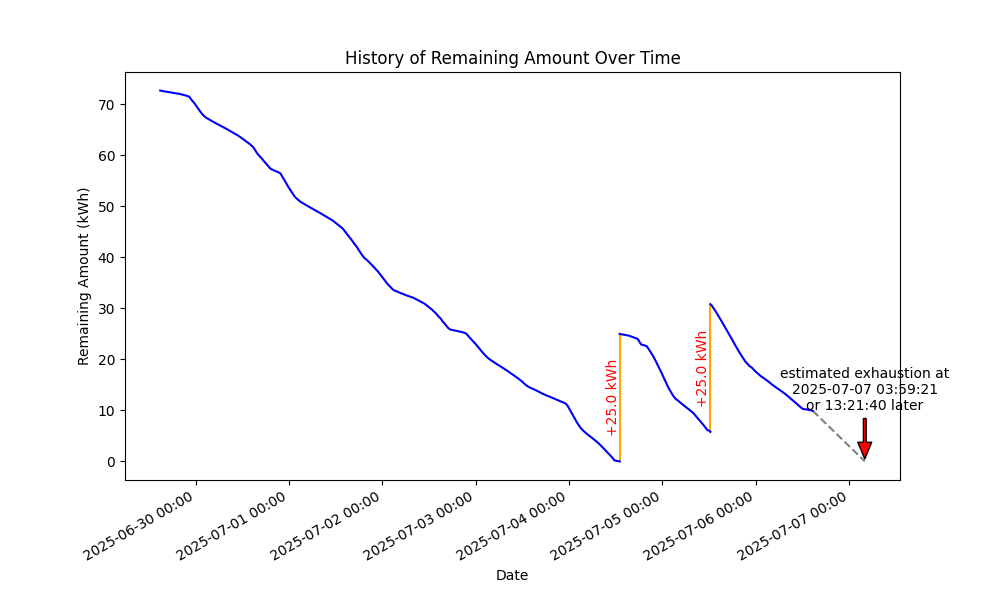 History of Remaining Amount Over Time
Remaining Amount (kWh)
70
60
50
40
30
20
10
0
+25.0 kWh
+25.0 kWh
estimated exhaustion at
2025-07-07 03:59:21
or 13:21:40 later
2025-06-30 00:00
2025-07-01 00:00
2025-07-02 00:00
2025-07-03 00:00
2025-07-04 00:00
2025-07-05 00:00
2025-07-06 00:00
2025-07-07 00:00
Date